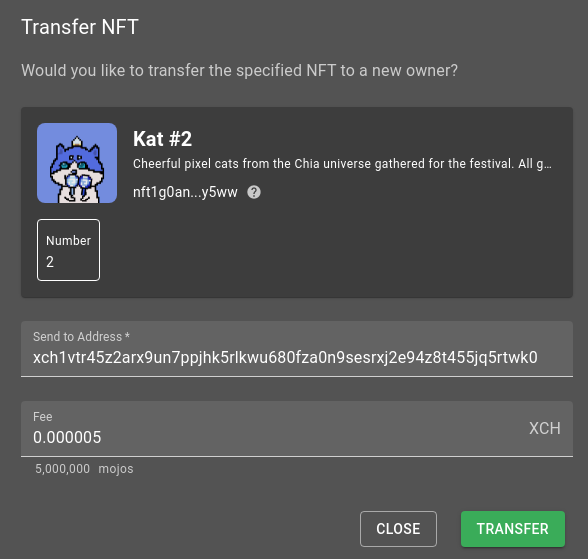 Transfer NFT
Would you like to transfer the specified NFT to a new owner?
Kat #2
Cheerful pixel cats from the Chia universe gathered for the festival. All g...
nft1g0an...y5ww ?
Number
2
Send to Address *
xch1vtr45z2arx9un7ppjhk5rlkwu680fza0n9sesrxj2e94z8t455jq5rtwk0
Fee
0.000005 XCH
5,000,000 mojos
CLOSE TRANSFER